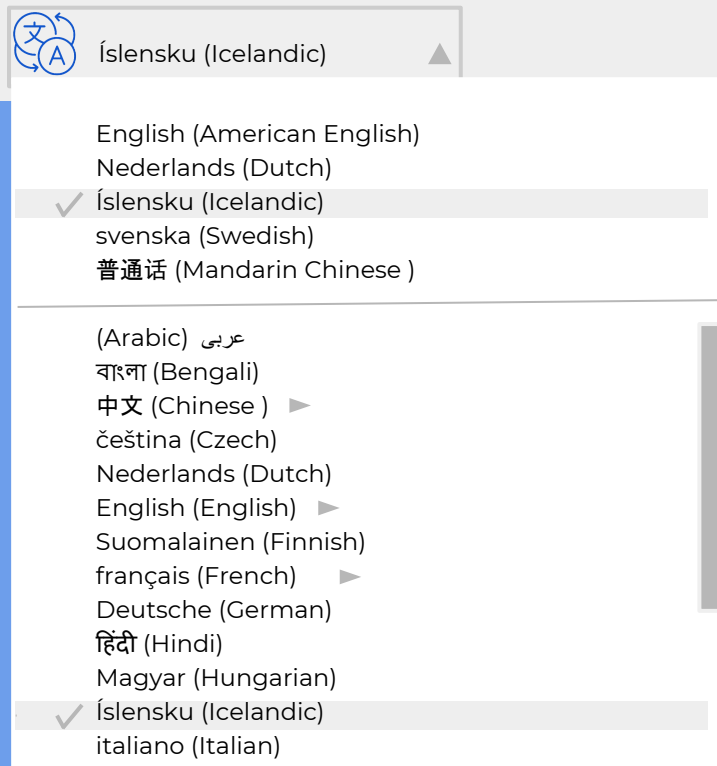 文
A
Íslensku (Icelandic)
English (American English)
Nederlands (Dutch)
Íslensku (Icelandic)
svenska (Swedish)
普通话 (Mandarin Chinese )
(Arabic) عربى
বাংলা (Bengali)
中文 (Chinese )
čeština (Czech)
Nederlands (Dutch)
English (English)
Suomalainen (Finnish)
français (French)
Deutsche (German)
हिंदी (Hindi)
Magyar (Hungarian)
Íslensku (Icelandic)
italiano (Italian)